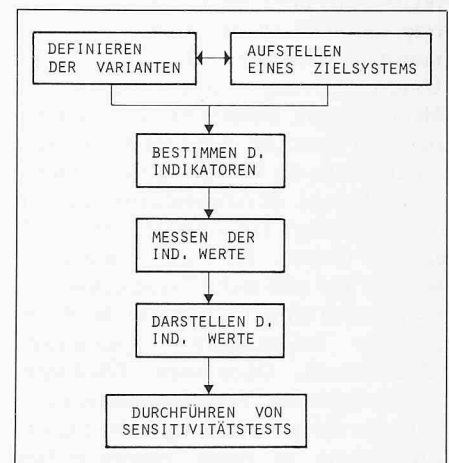 DEFINIEREN
DER VARIANTEN
AUFSTELLEN
EINES ZIELSYSTEMS
BESTIMMEN D.
INDIKATOREN
MESSEN DER
IND. WERTE
DARSTELLEN D.
IND. WERTE
DURCHFÜHREN VON
SENSITIVITÄTSTESTS